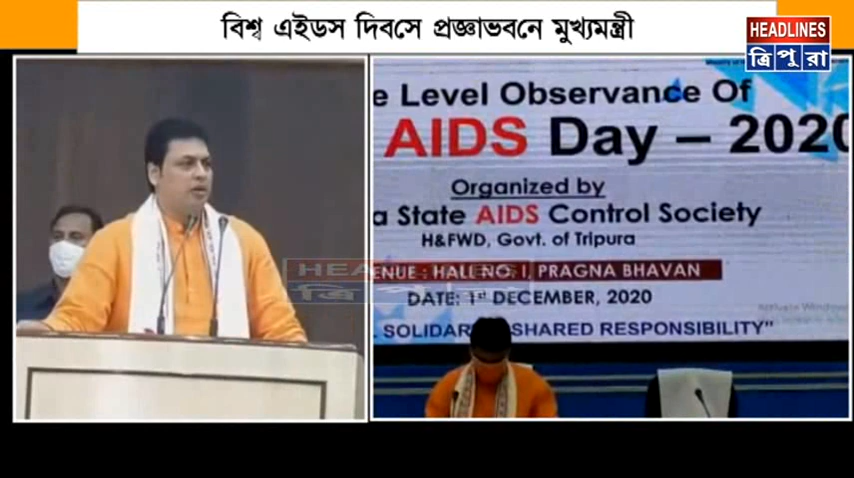 বিশ্ব এইডস দিবসে প্রজ্ঞাভবনে মুখ্যমন্ত্রী
HEADLINES
ত্রিপুরা
e Level Observance Of
AIDS Day – 2020
Organized by
a State AIDS Control Society
H&FWD, Govt. of Tripura
ENUE : HALL NO. I, PRAGNA BHAVAN
DATE: 1ST DECEMBER, 2020
SHARED RESPONSIBILITY"
HEADLINES
ত্রিপুরা